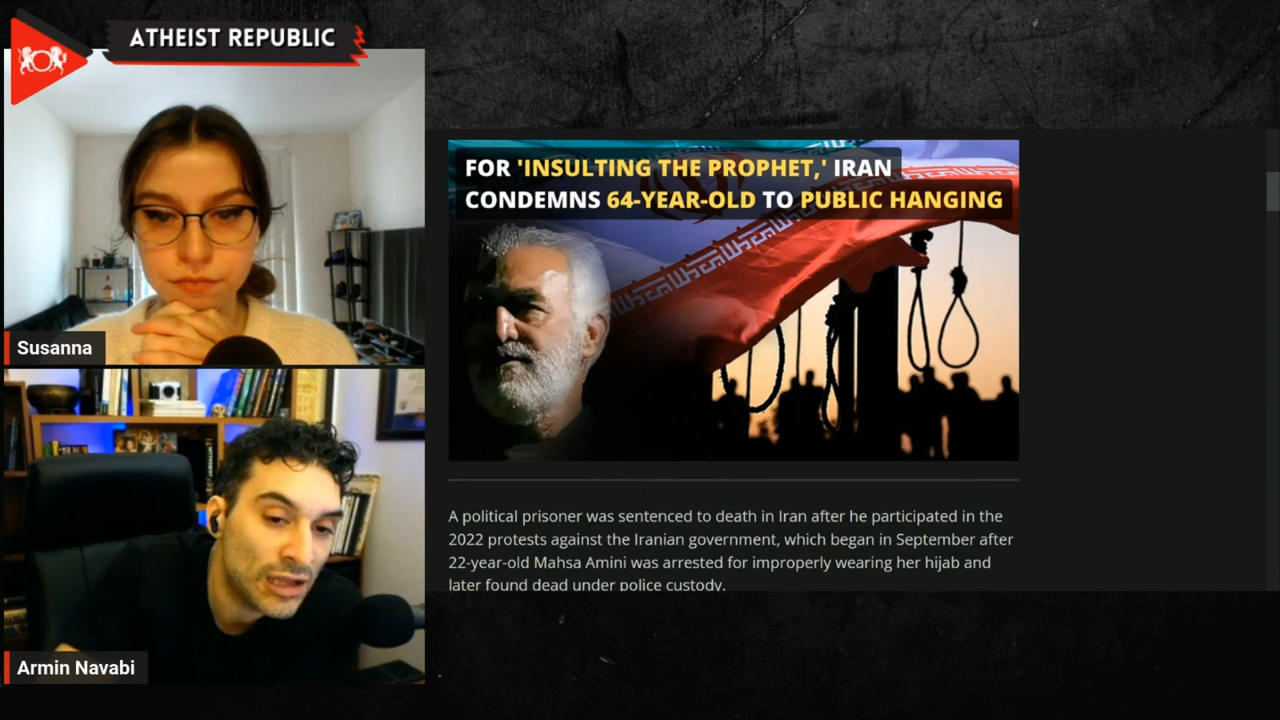 ATHEIST REPUBLIC
Susanna
Armin Navabi
FOR 'INSULTING THE PROPHET,' IRAN
CONDEMNS 64-YEAR-OLD TO PUBLIC HANGING
A political prisoner was sentenced to death in Iran after he participated in the
2022 protests against the Iranian government, which began in September after
22-year-old Mahsa Amini was arrested for improperly wearing her hijab and
later found dead under police custody.